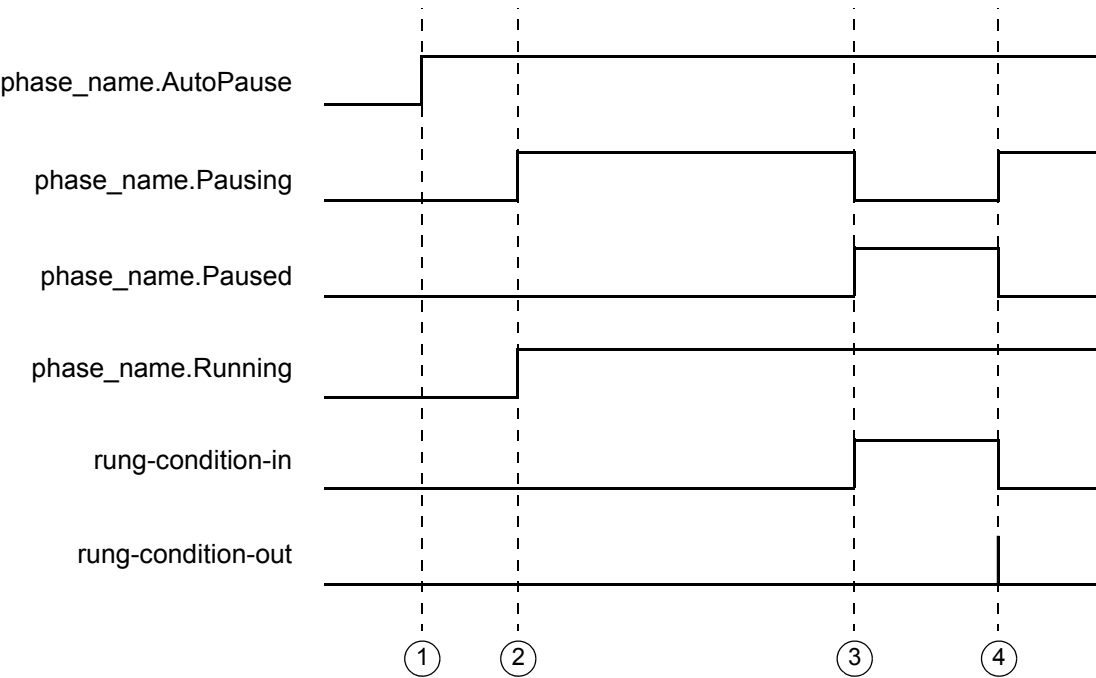 phase_name.AutoPause
phase_name.Pausing
phase_name.Paused
phase_name.Running
rung-condition-in
rung-condition-out
1 2 3 4